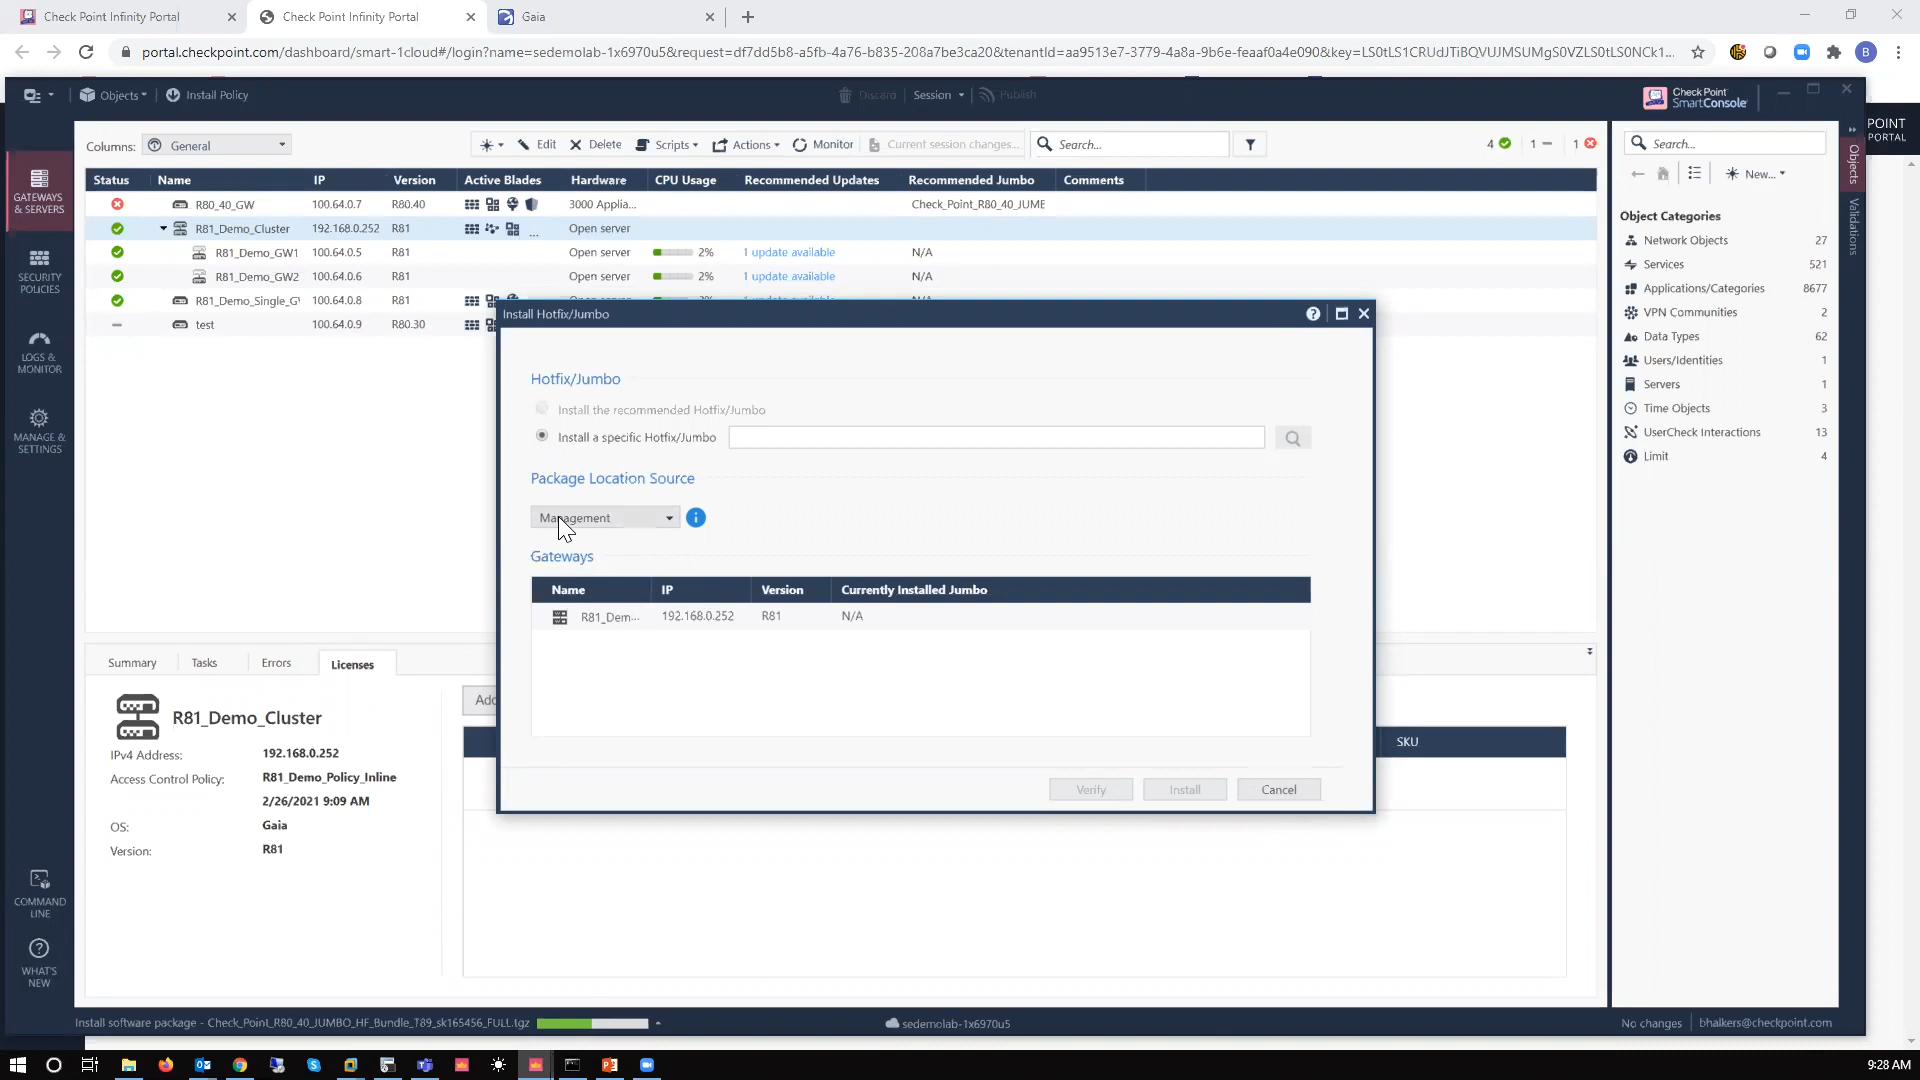 Check Point Infinity Portal
Check Point Infinity Portal
Gaia
portal.checkpoint.com/dashboard/smart-1cloud#/login?name=sedemolab-1x6970u5&request=df7dd5b8-a5fb-4a76-b835-208a7be3ca20&tenantId=aa9513e7-3779-4a8a-9b6e-feaaf0a4e090&key=LS0tLS1CRUdJTiBQVUJMSUMgS0VZLS0tLS0NCk1...
B
Objects Install Policy Discard Session Publish
Check Point SmartConsole
POINT
PORTAL
Columns: General Edit Delete Scripts Actions Monitor Current session changes... Search... 4 1 1
Status Name IP Version Active Blades Hardware CPU Usage Recommended Updates Recommended Jumbo Comments
R80_40_GW 100.64.0.7 R80.40 3000 Applia... Check_Point_R80_40_JUME
R81_Demo_Cluster 192.168.0.252 R81 ... Open server
R81_Demo_GW1 100.64.0.5 R81 Open server 2% 1 update available N/A
R81_Demo_GW2 100.64.0.6 R81 Open server 2% 1 update available N/A
R81_Demo_Single_G 100.64.0.8 R81
test 100.64.0.9 R80.30
GATEWAYS
& SERVERS
SECURITY
POLICIES
LOGS &
MONITOR
MANAGE &
SETTINGS
COMMAND
LINE
WHAT'S
NEW
Install Hotfix/Jumbo
Hotfix/Jumbo
Install the recommended Hotfix/Jumbo
Install a specific Hotfix/Jumbo
Package Location Source
Management
Gateways
Name IP Version Currently Installed Jumbo
R81_Dem... 192.168.0.252 R81 N/A
Verify Install Cancel
Summary Tasks Errors Licenses
R81_Demo_Cluster
IPv4 Address: 192.168.0.252
Access Control Policy: R81_Demo_Policy_Inline
2/26/2021 9:09 AM
OS: Gaia
Version: R81
Add
SKU
Search...
New...
Object Categories
Network Objects 27
Services 521
Applications/Categories 8677
VPN Communities 2
Data Types 62
Users/Identities 1
Servers 1
Time Objects 3
UserCheck Interactions 13
Limit 4
Objects
Validations
Install software package - Check_Point_R80_40_JUMBO_HF_Bundle_T89_sk165456_FULL.tgz
sedemolab-1x6970u5
No changes bhalkers@checkpoint.com
9:28 AM